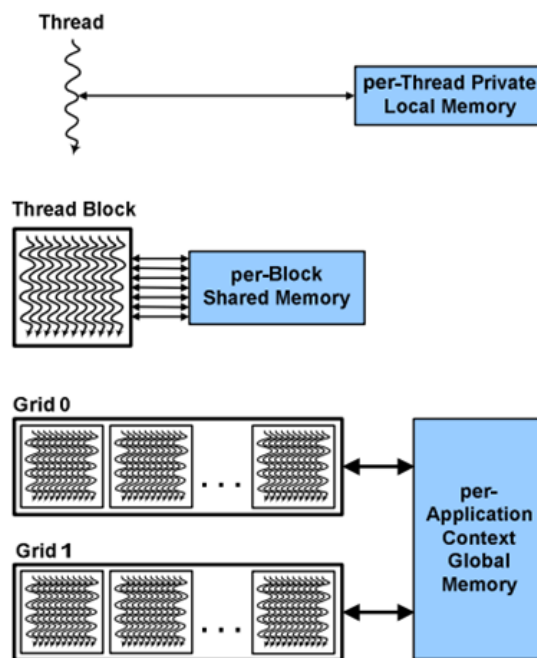 Thread
per-Thread Private
Local Memory
Thread Block
per-Block
Shared Memory
Grid 0
. . .
per-
Application
Context
Global
Memory
Grid 1
. . .